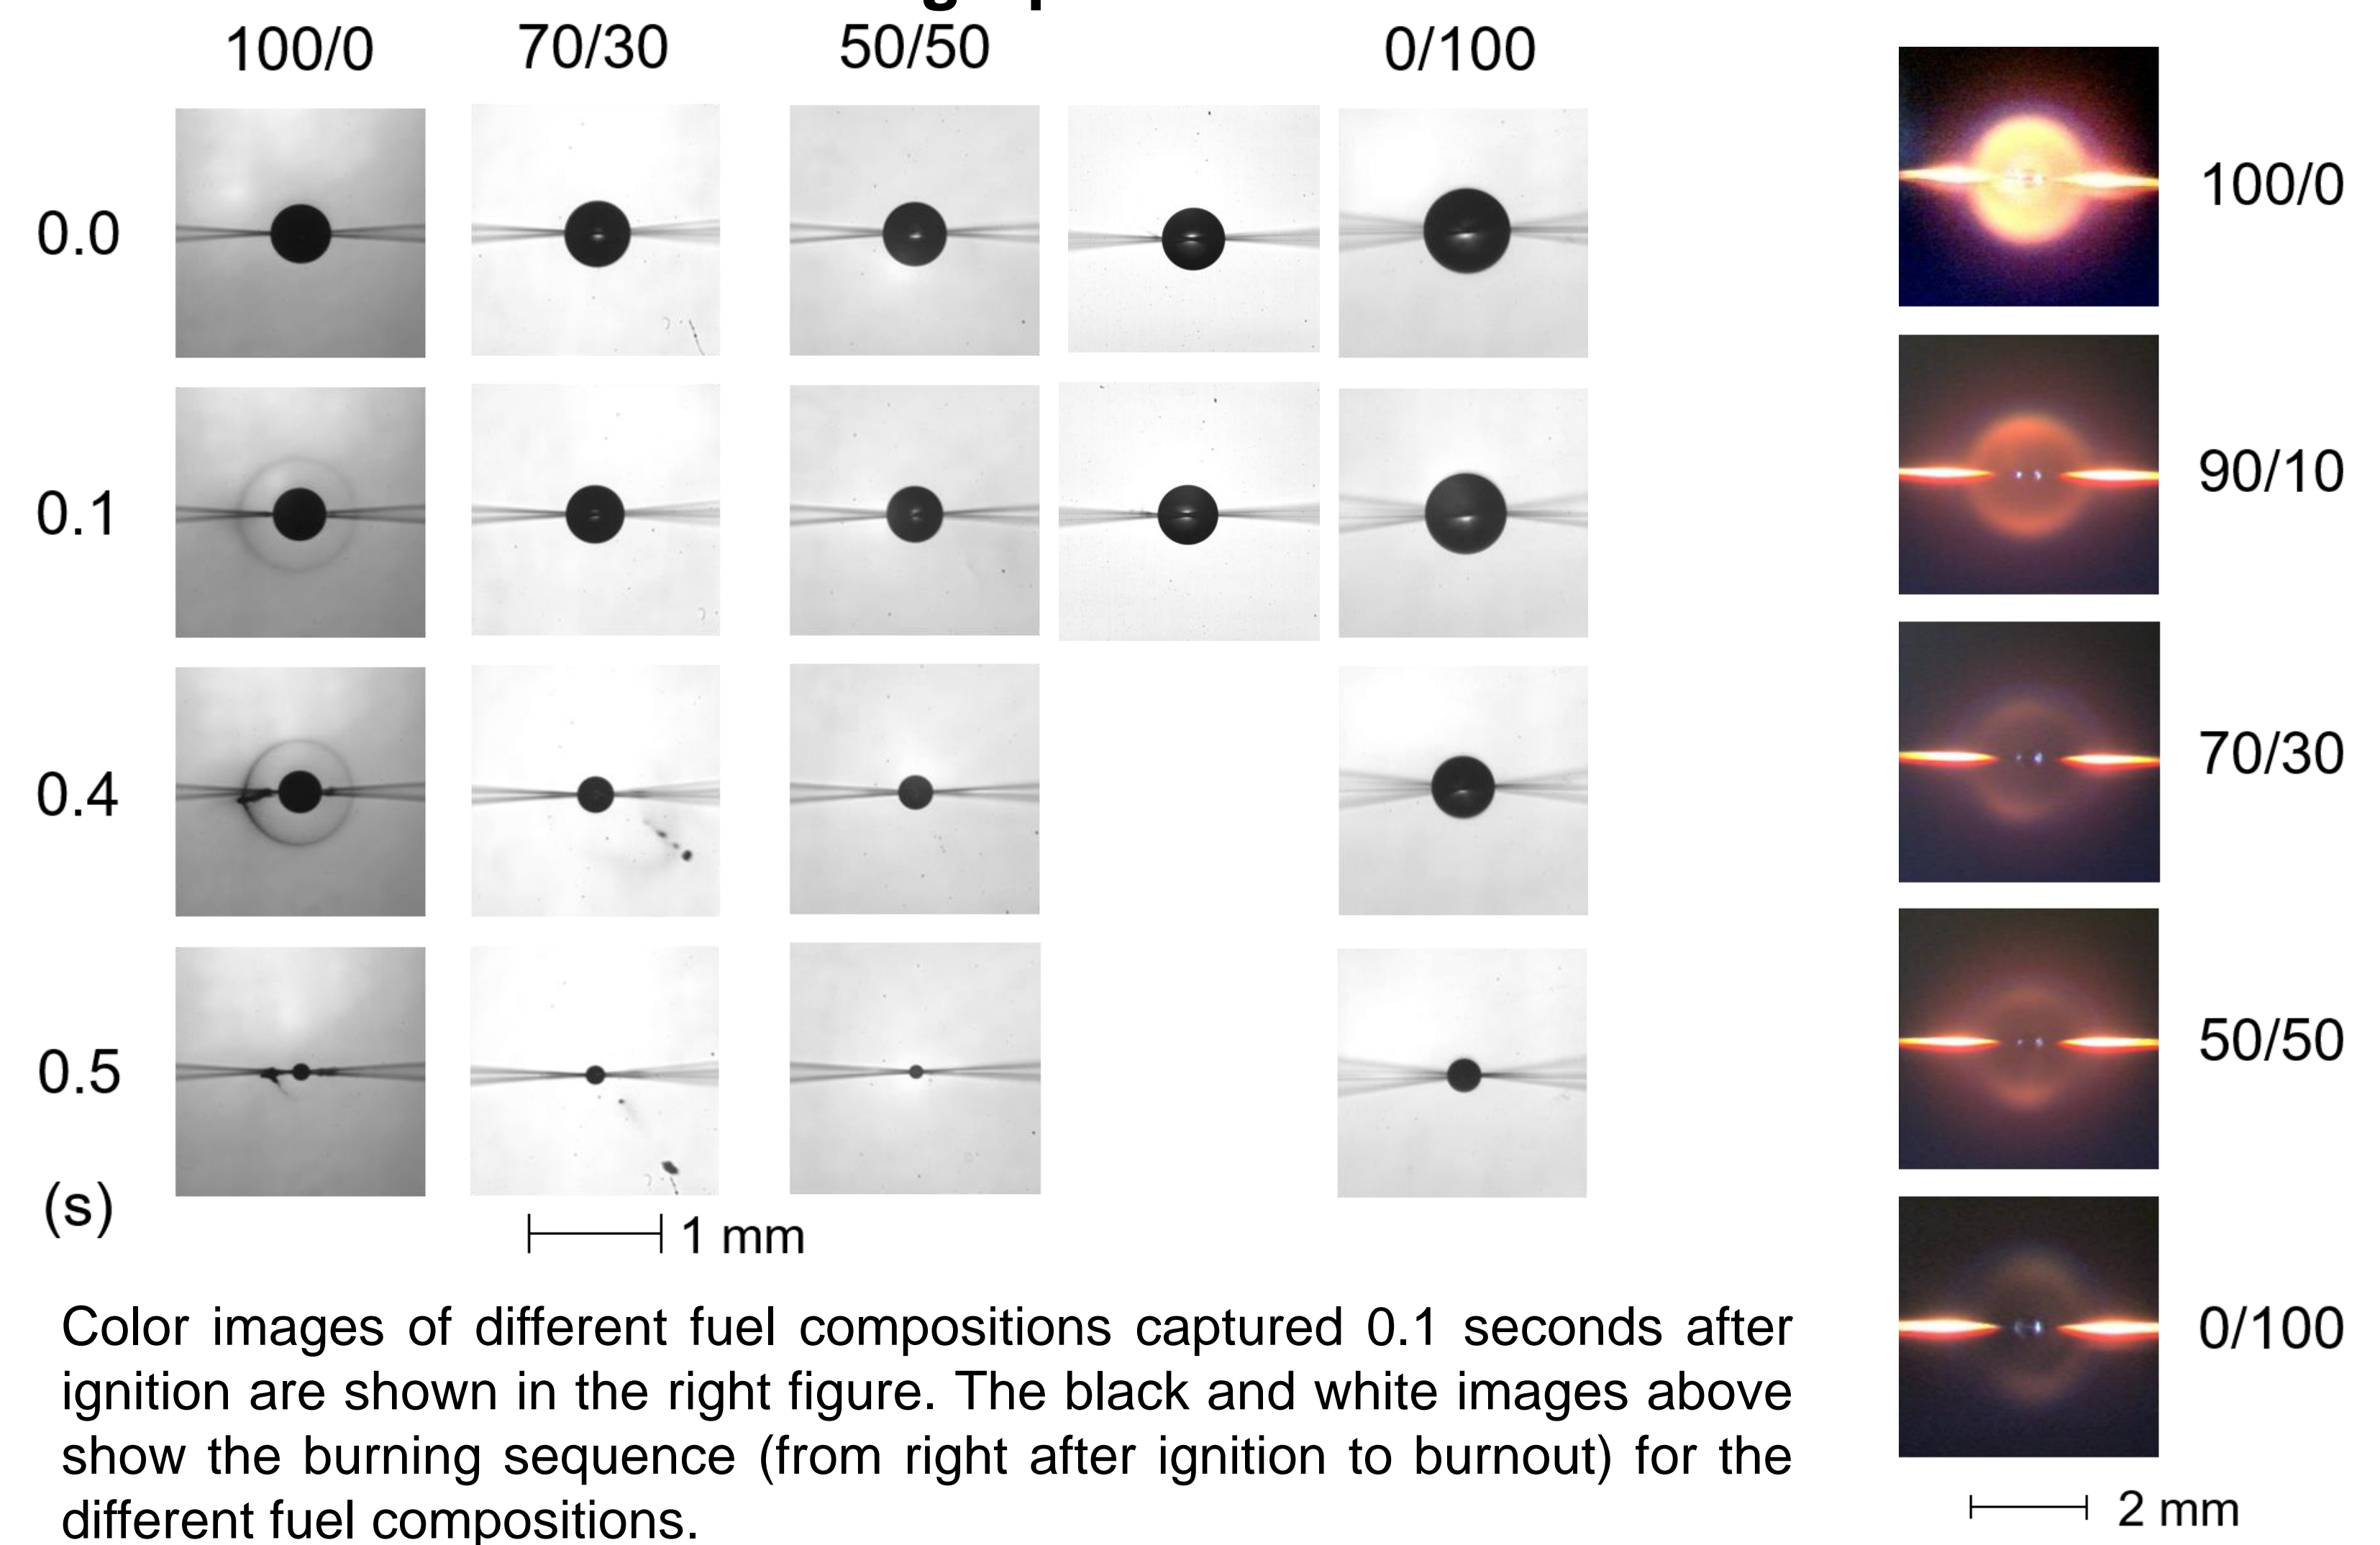 100/0 70/30 50/50 0/100
0.0
0.1
0.4
0.5
(s)
1 mm
100/0
90/10
70/30
50/50
0/100
2 mm
Color images of different fuel compositions captured 0.1 seconds after
ignition are shown in the right figure. The black and white images above
show the burning sequence (from right after ignition to burnout) for the
different fuel compositions.